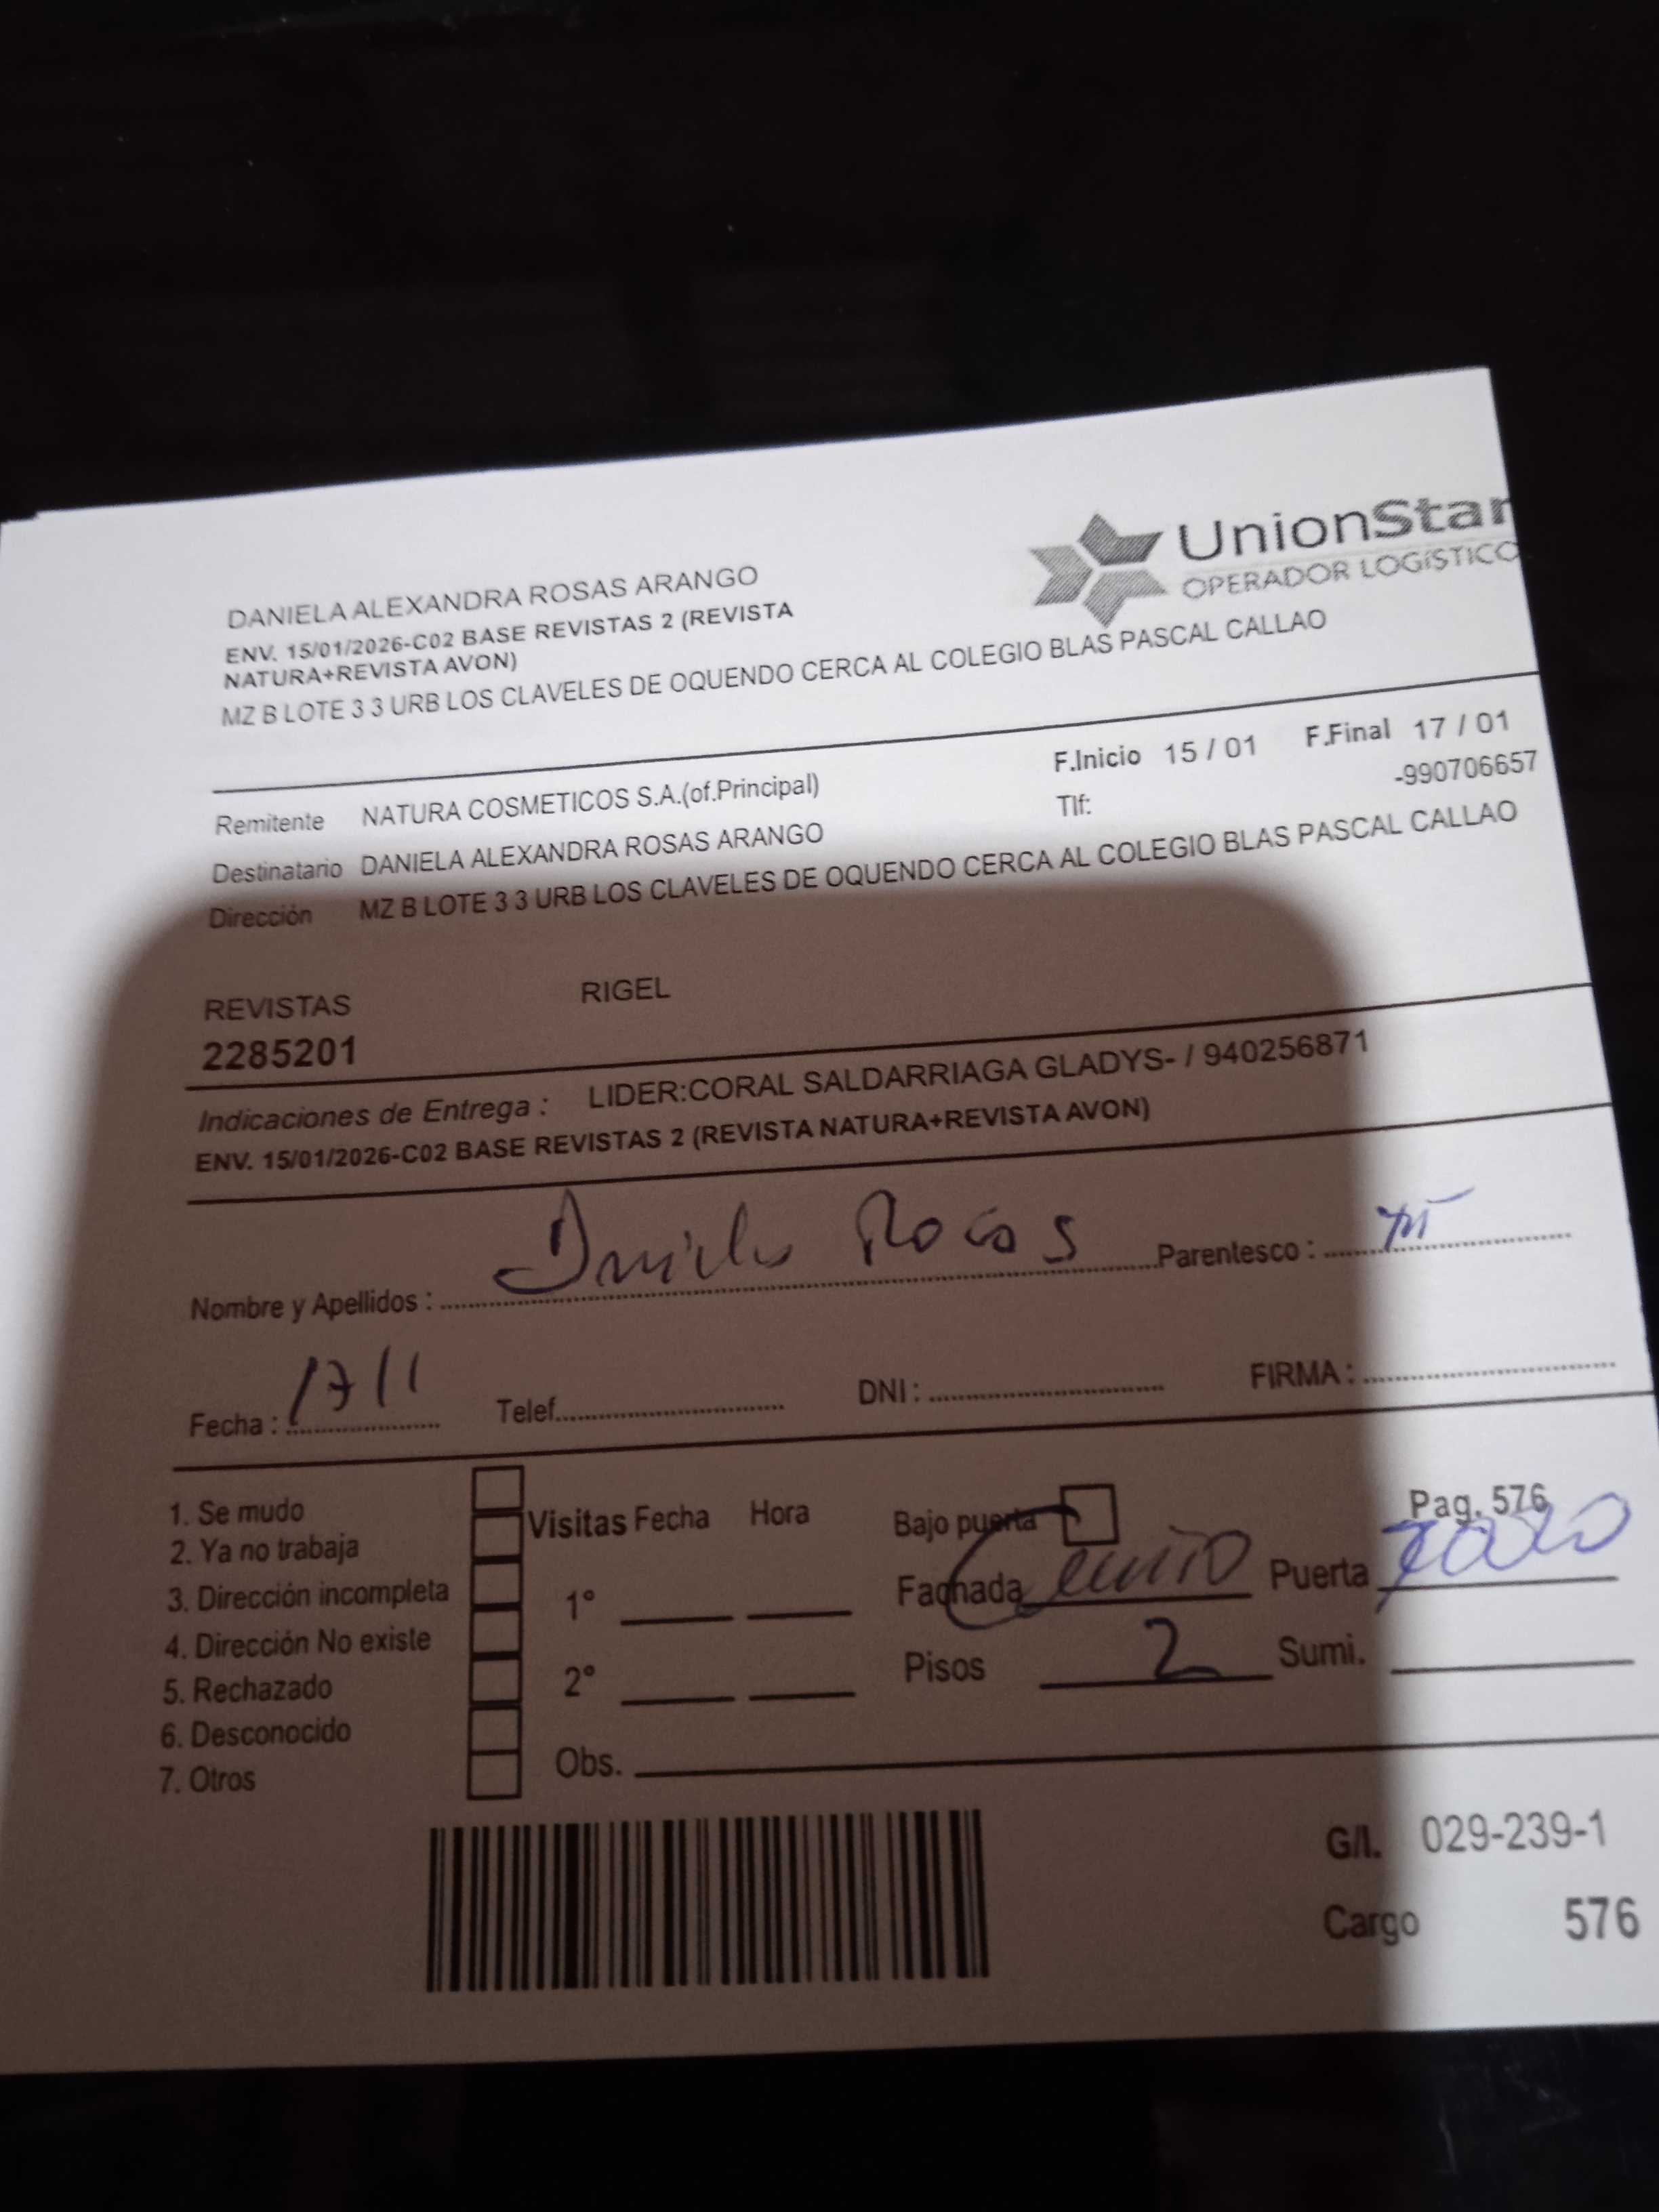 UnionStar
OPERADOR LOGÍSTICO
DANIELA ALEXANDRA ROSAS ARANGO
ENV. 15/01/2026-C02 BASE REVISTAS 2 (REVISTA
NATURA+REVISTA AVON)
MZ B LOTE 3 3 URB LOS CLAVELES DE OQUENDO CERCA AL COLEGIO BLAS PASCAL CALLAO
F.Inicio 15 / 01 F.Final 17 / 01
Remitente NATURA COSMETICOS S.A.(of.Principal) Tlf: -990706657
Destinatario DANIELA ALEXANDRA ROSAS ARANGO
Dirección MZ B LOTE 3 3 URB LOS CLAVELES DE OQUENDO CERCA AL COLEGIO BLAS PASCAL CALLAO
REVISTAS RIGEL
2285201
Indicaciones de Entrega : LIDER:CORAL SALDARRIAGA GLADYS- / 940256871
ENV. 15/01/2026-C02 BASE REVISTAS 2 (REVISTA NATURA+REVISTA AVON)
Nombre y Apellidos : Daniela Rosas Parentesco :
Fecha : 17/1 Telef. DNI : FIRMA :
1. Se mudo
2. Ya no trabaja
3. Dirección incompleta
4. Dirección No existe
5. Rechazado
6. Desconocido
7. Otros
Visitas Fecha Hora
1°
2°
Obs.
Bajo puerta Pag. 576
Fachada Puerta
Pisos 2 Sumi.
G/l. 029-239-1
Cargo 576